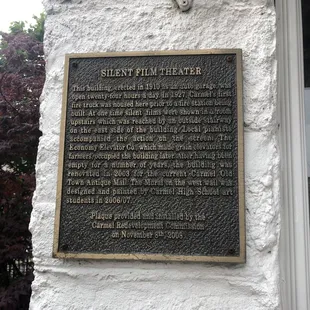 SILENT FILM THEATER
This building, erected in 1910 as an auto garage, was
open twenty-four hours a day. In 1927, Carmel's first
fire truck was housed here prior to a fire station being
built. At one time silent films were shown in a room
upstairs which was reached by an outside stairway
on the east side of the building. Local pianists
accompanied the action on the screen. The
Economy Elevator Co., which made grain elevators for
farmers, occupied the building later. After having been
empty for a number of years, the building was
renovated in 2003 for the current Carmel Old
Town Antique Mall. The Mural on the west wall was
designed and painted by Carmel High School art
students in 2006/07.
Plaque provided and installed by the
Carmel Redevelopment Commission
on November 8th, 2008